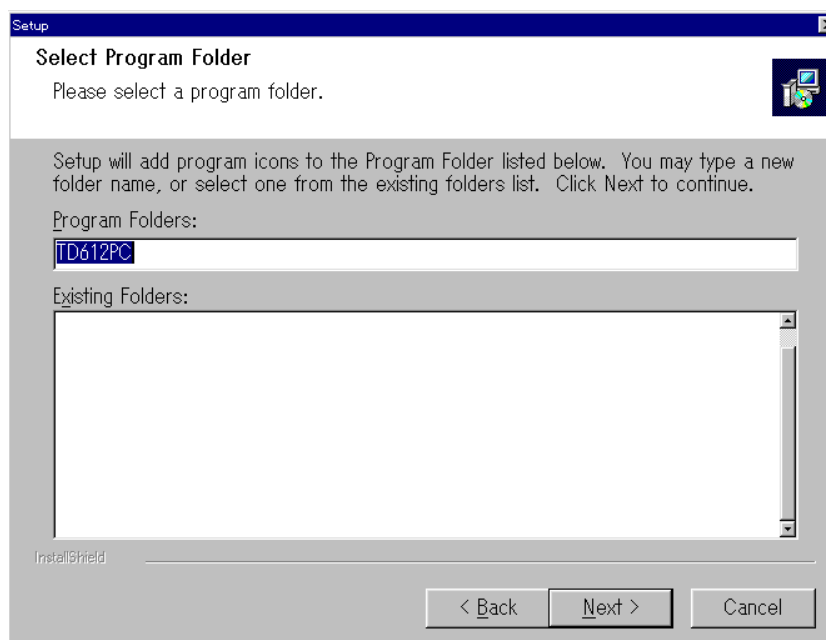 Setup
Select Program Folder
Please select a program folder.
Setup will add program icons to the Program Folder listed below. You may type a new
folder name, or select one from the existing folders list. Click Next to continue.
Program Folders:
TD612PC
Existing Folders:
InstallShield
< Back Next > Cancel